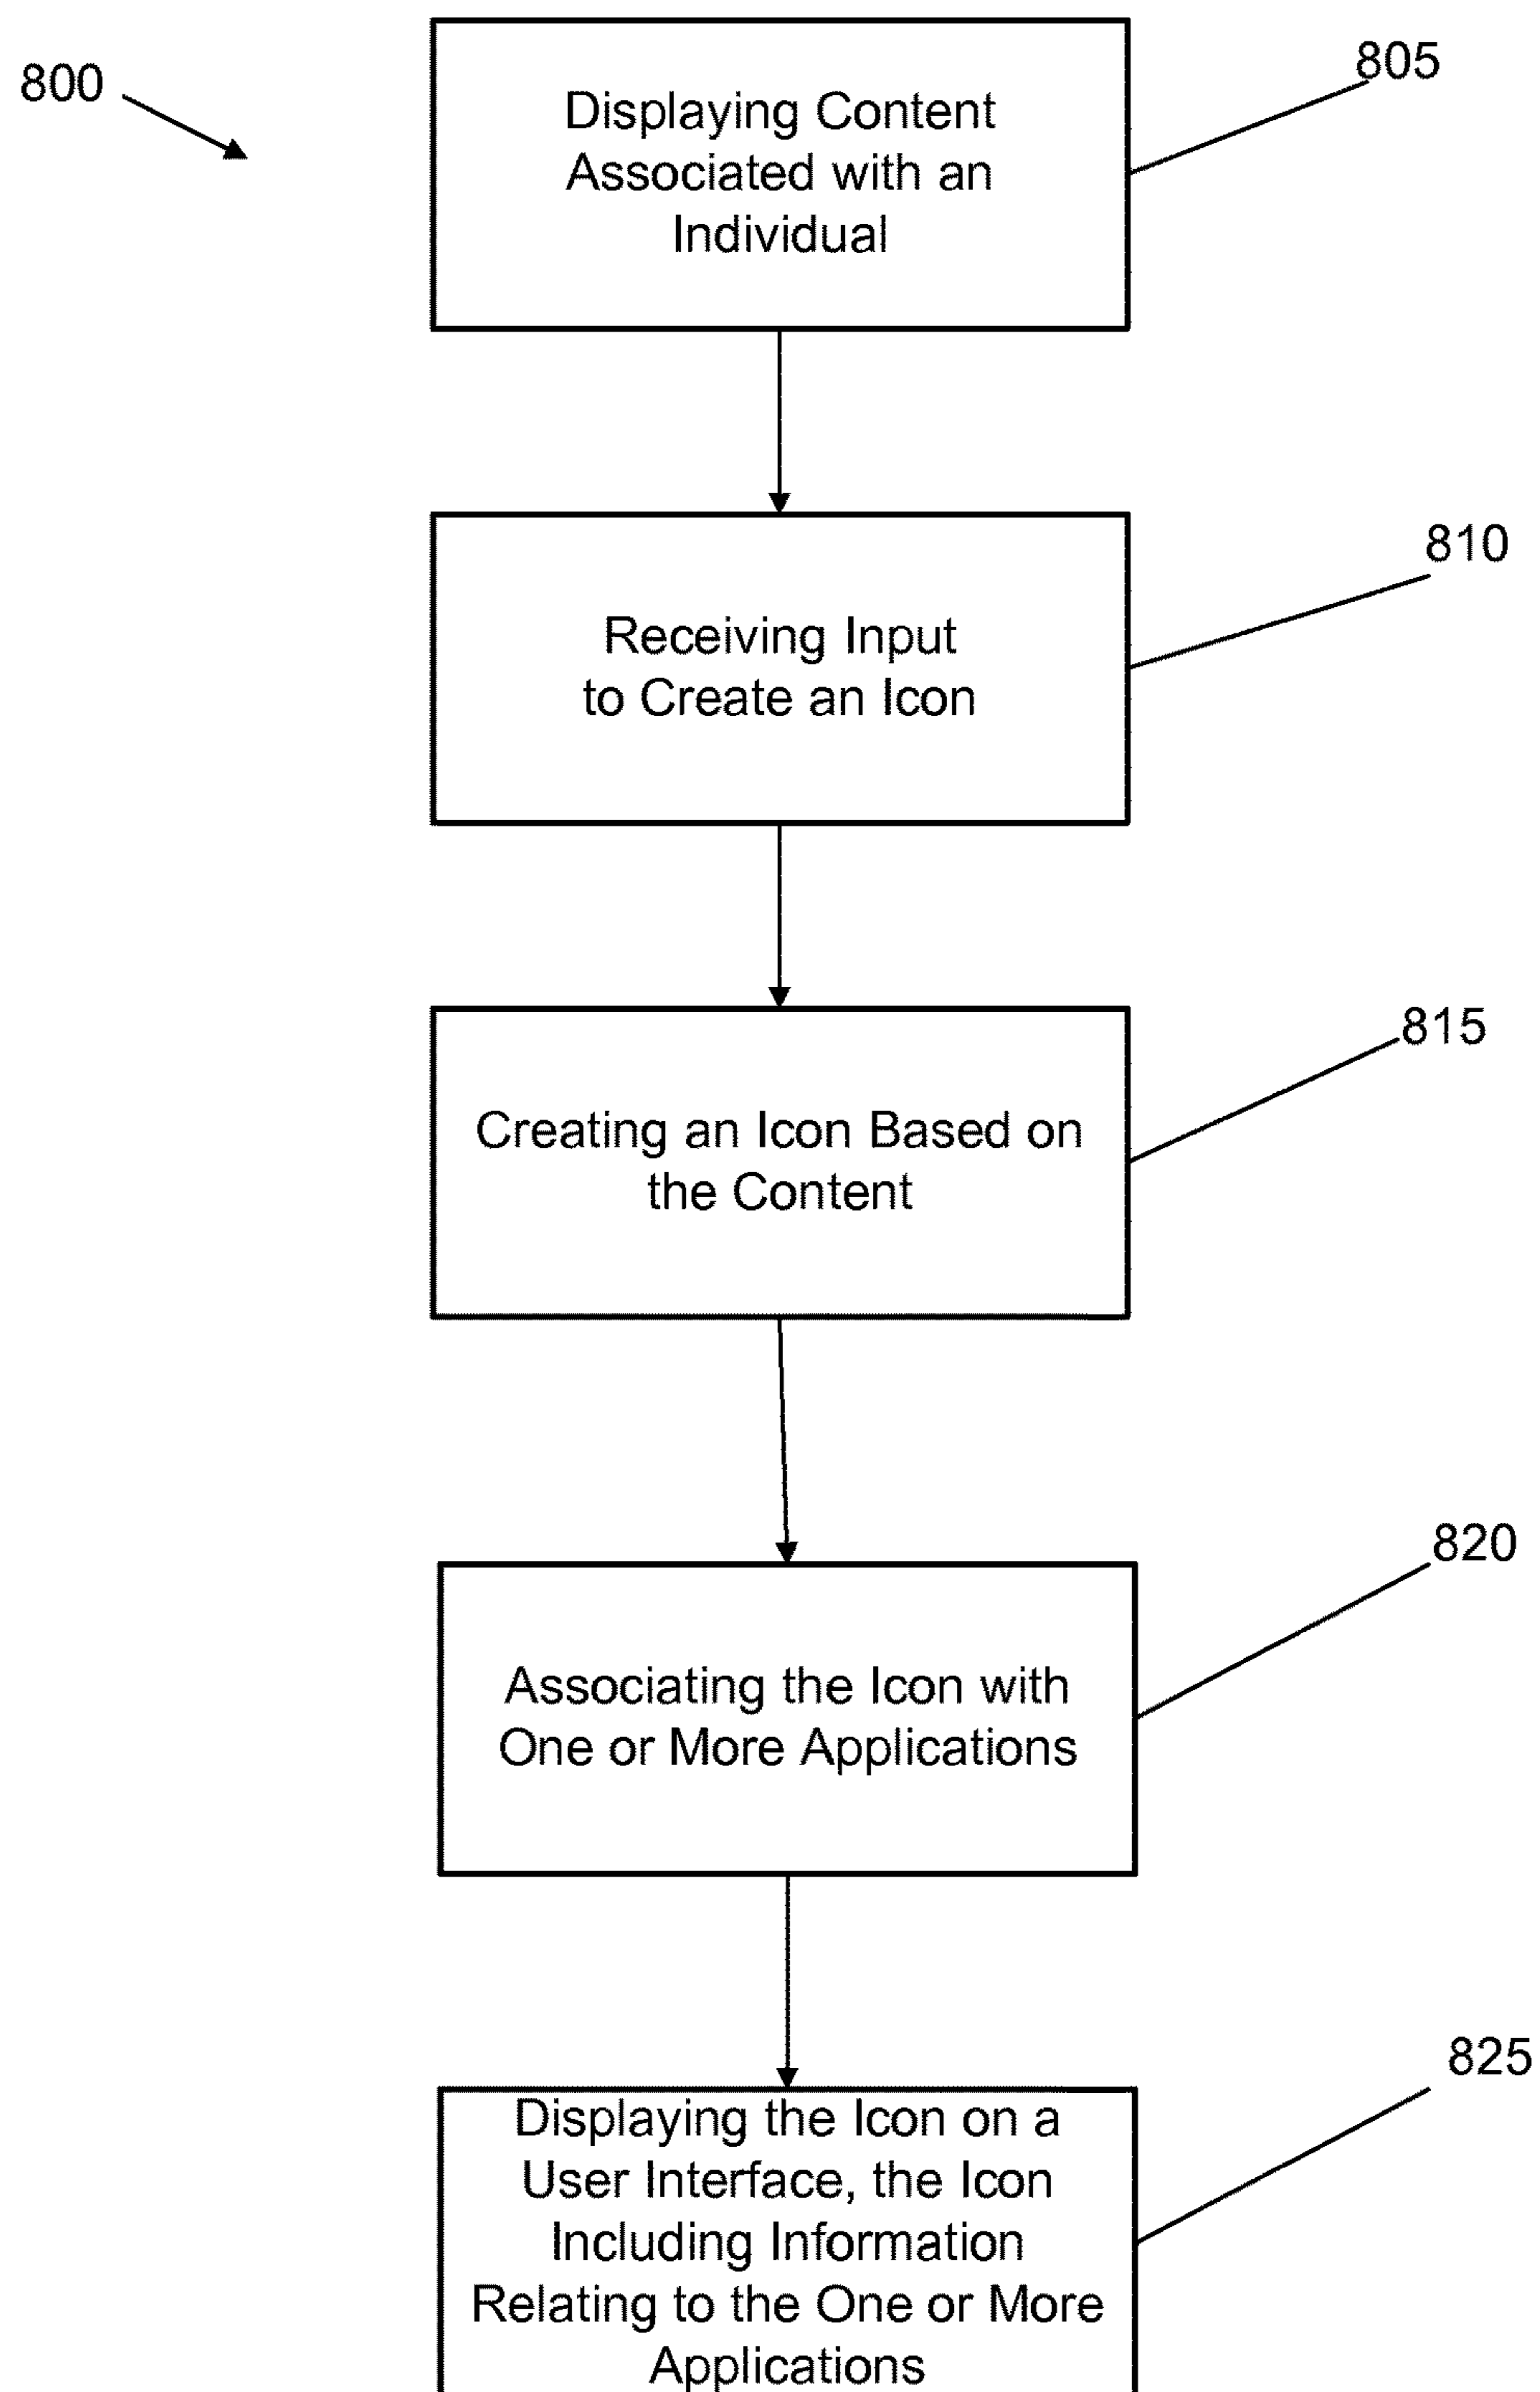 800
805
Displaying Content
Associated with an
Individual
810
Receiving Input
to Create an Icon
815
Creating an Icon Based on
the Content
820
Associating the Icon with
One or More Applications
825
Displaying the Icon on a
User Interface, the Icon
Including Information
Relating to the One or More
Applications